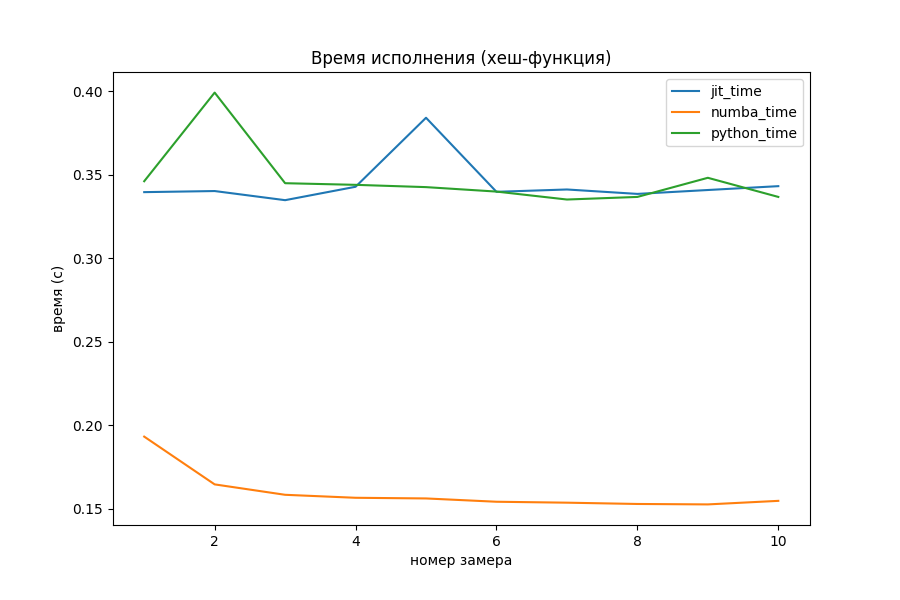 Время исполнения (хеш-функция)
jit_time
numba_time
python_time
0.40
0.35
0.30
0.25
0.20
0.15
время (с)
2 4 6 8 10
номер замера